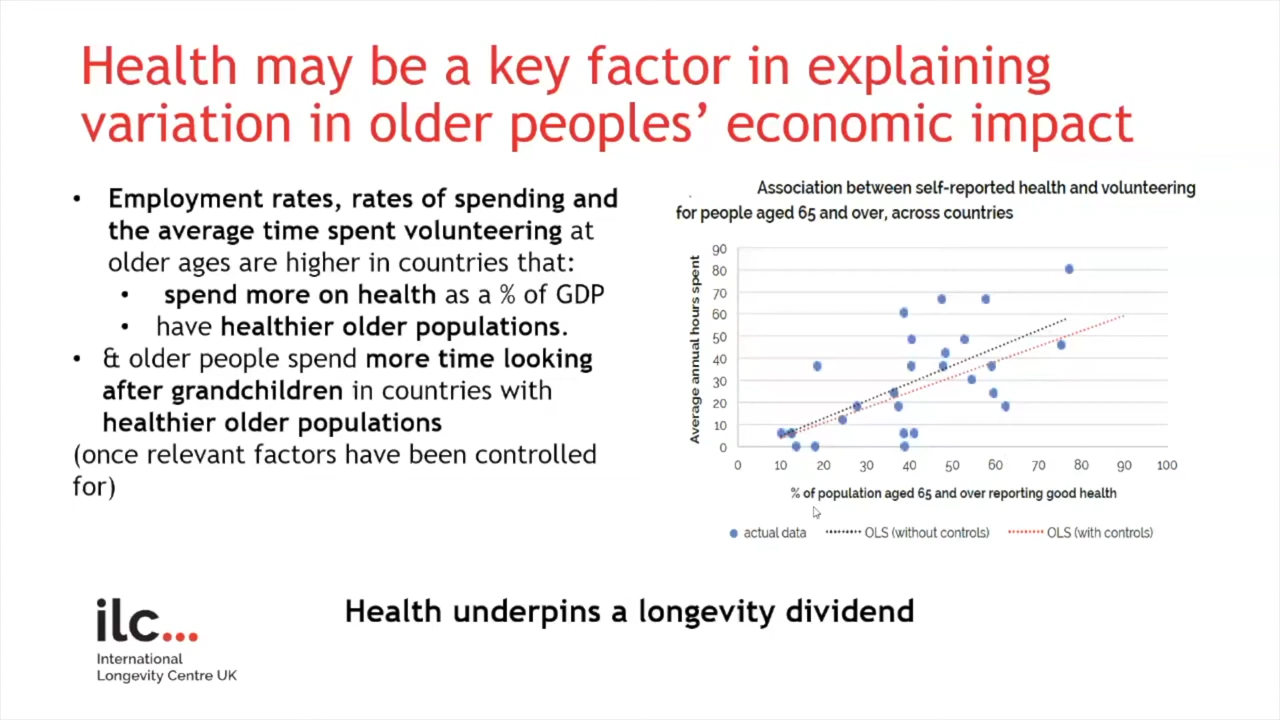 Health may be a key factor in explaining
variation in older peoples’ economic impact
• Employment rates, rates of spending and
the average time spent volunteering at
older ages are higher in countries that:
• spend more on health as a % of GDP
• have healthier older populations.
• & older people spend more time looking
after grandchildren in countries with
healthier older populations
(once relevant factors have been controlled
for)
Association between self-reported health and volunteering
for people aged 65 and over, across countries
Average annual hours spent
90
80
70
60
50
40
30
20
10
0
0 10 20 30 40 50 60 70 80 90 100
% of population aged 65 and over reporting good health
actual data OLS (without controls) OLS (with controls)
Health underpins a longevity dividend
ilc...
International
Longevity Centre UK